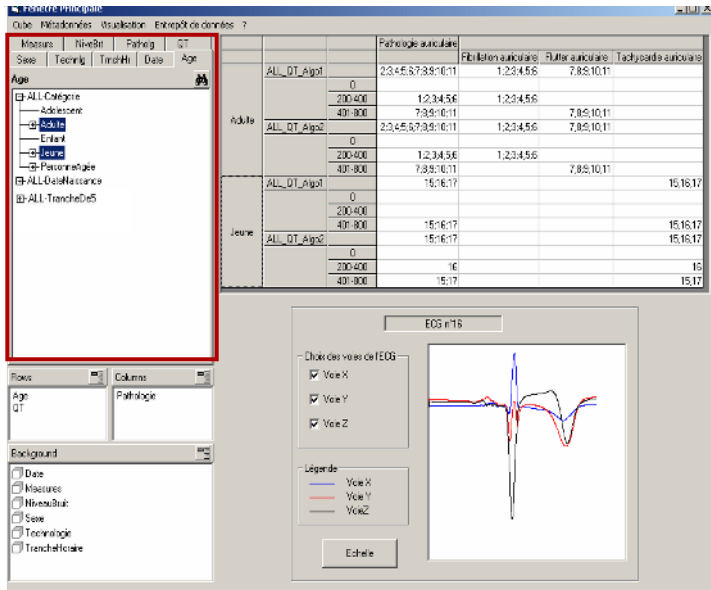 Fenêtre Principale
Cube Métadonnées Visualisation Entrepôt de données ?
Measure NiveBrt Patholg QT
Sexe Technlg TrnchHr Date Age
Age
ALL-Catégorie
Adolescent
Adulte
Enfant
Jeune
PersonneAgée
ALL-DateNaissance
ALL-TrancheDe5
Pathologie auriculaire
Fibrillation auriculaire Flutter auriculaire Tachycardie auriculaire
Adulte
ALL_QT_Algo1 2;3;4;5;6;7;8;9;10;11 1;2;3;4;5;6 7;8;9;10;11
0
200-400 1;2;3;4;5;6 1;2;3;4;5;6
401-800 7;8;9;10;11 7;8;9;10;11
ALL_QT_Algo2 2;3;4;5;6;7;8;9;10;11 1;2;3;4;5;6 7;8;9;10;11
0
200-400 1;2;3;4;5;6 1;2;3;4;5;6
401-800 7;8;9;10;11 7;8;9;10;11
Jeune
ALL_QT_Algo1 15;16;17 15;16;17
0
200-400
401-800 15;16;17 15;16;17
ALL_QT_Algo2 15;16;17 15;16;17
0
200-400 16 16
401-800 15;17 15;17
Rows Columns
Age Pathologie
QT
Background
Date
Measures
NiveauBruit
Sexe
Technologie
TrancheHoraire
ECG n°16
Choix des voies de l'ECG
Voie X
Voie Y
Voie Z
Légende
Voie X
Voie Y
VoieZ
Echelle